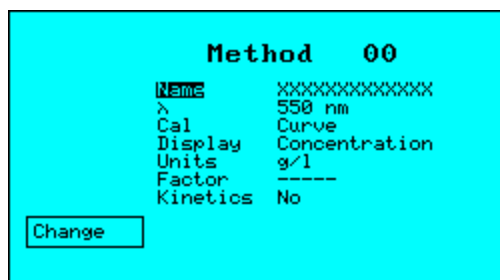 Method 00
Name XXXXXXXXXXXXX
λ 550 nm
Cal Curve
Display Concentration
Units g/l
Factor -----
Kinetics No
Change